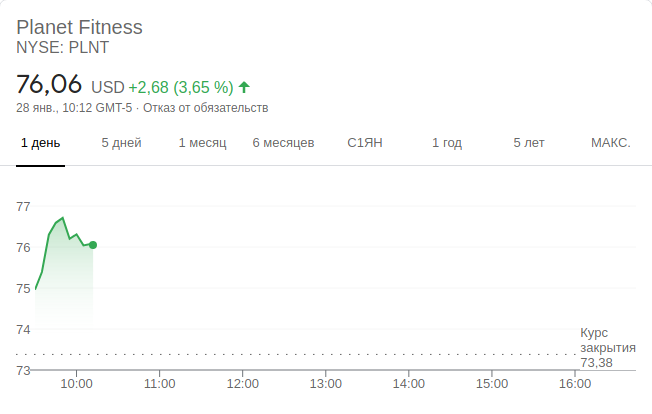 Planet Fitness
NYSE: PLNT
76,06 USD +2,68 (3,65 %)
28 янв., 10:12 GMT-5 · Отказ от обязательств
1 день 5 дней 1 месяц 6 месяцев С1ЯН 1 год 5 лет МАКС.
77
76
75
74
73
Курс
закрытия
73,38
10:00 11:00 12:00 13:00 14:00 15:00 16:00